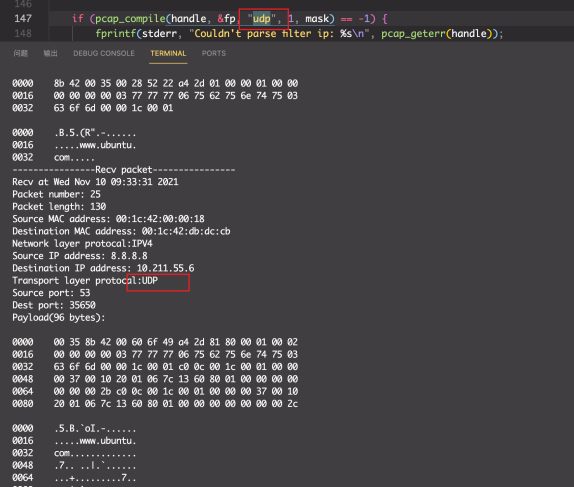 146
147 if (pcap_compile(handle, &fp, "udp", 1, mask) == -1) {
148 fprintf(stderr, "Couldn't parse filter ip: %s\n", pcap_geterr(handle));
问题 输出 DEBUG CONSOLE TERMINAL PORTS
0000 8b 42 00 35 00 28 52 22 a4 2d 01 00 00 01 00 00
0016 00 00 00 00 03 77 77 77 06 75 62 75 6e 74 75 03
0032 63 6f 6d 00 00 1c 00 01
0000 .B.5.(R".-......
0016 .....www.ubuntu.
0032 com.....
----------------Recv packet----------------
Recv at Wed Nov 10 09:33:31 2021
Packet number: 25
Packet length: 130
Source MAC address: 00:1c:42:00:00:18
Destination MAC address: 00:1c:42:db:dc:cb
Network layer protocal:IPV4
Source IP address: 8.8.8.8
Destination IP address: 10.211.55.6
Transport layer protocal:UDP
Source port: 53
Dest port: 35650
Payload(96 bytes):
0000 00 35 8b 42 00 60 6f 49 a4 2d 81 80 00 01 00 02
0016 00 00 00 00 03 77 77 77 06 75 62 75 6e 74 75 03
0032 63 6f 6d 00 00 1c 00 01 c0 0c 00 1c 00 01 00 00
0048 00 37 00 10 20 01 06 7c 13 60 80 01 00 00 00 00
0064 00 00 00 2b c0 0c 00 1c 00 01 00 00 00 37 00 10
0080 20 01 06 7c 13 60 80 01 00 00 00 00 00 00 00 2c
0000 .5.B.`oI.-......
0016 .....www.ubuntu.
0032 com.............
0048 .7.. ..|.`......
0064 ...+.........7..